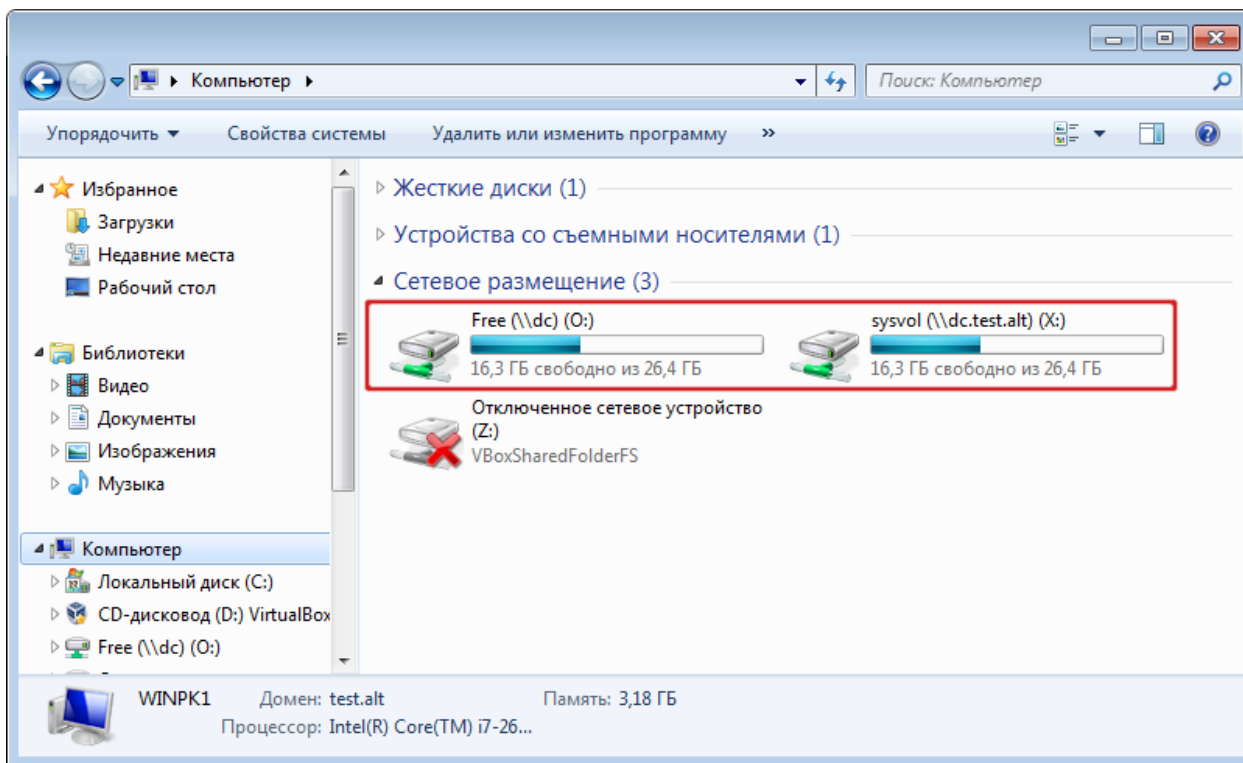 Компьютер
Поиск: Компьютер
Упорядочить Свойства системы Удалить или изменить программу »
Избранное
Загрузки
Недавние места
Рабочий стол
Библиотеки
Видео
Документы
Изображения
Музыка
Компьютер
Локальный диск (C:)
CD-дисковод (D:) VirtualBox
Free (\\dc) (O:)
Жесткие диски (1)
Устройства со съемными носителями (1)
Сетевое размещение (3)
Free (\\dc) (O:)
16,3 ГБ свободно из 26,4 ГБ
sysvol (\\dc.test.alt) (X:)
16,3 ГБ свободно из 26,4 ГБ
Отключенное сетевое устройство
(Z:)
VBoxSharedFolderFS
WINPK1 Домен: test.alt Память: 3,18 ГБ
Процессор: Intel(R) Core(TM) i7-26...